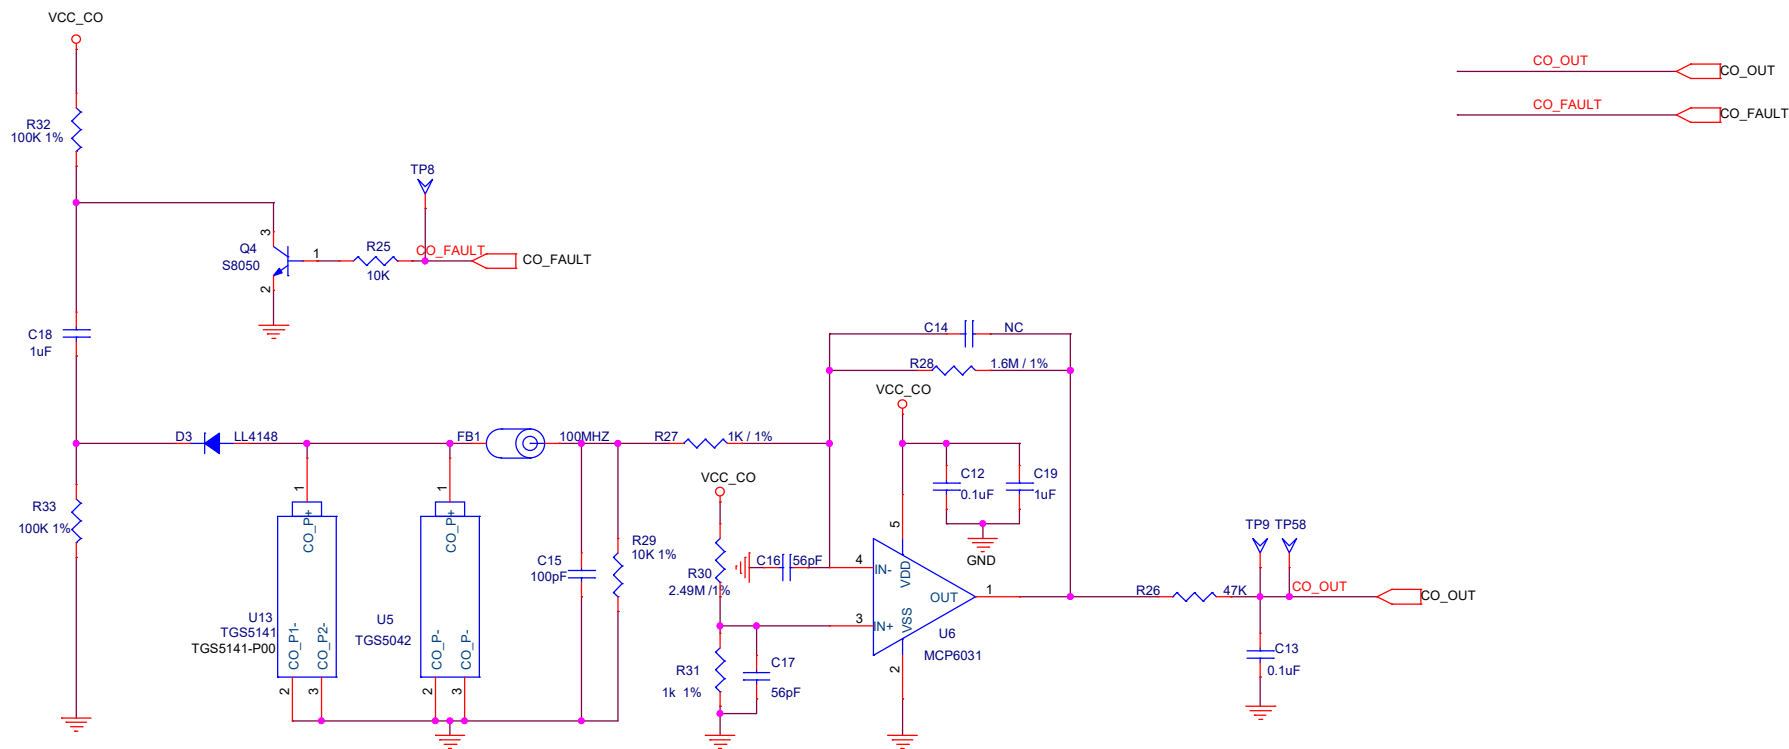 VCC_CO
CO_OUT
CO_OUT
CO_FAULT
CO_FAULT
R32
100K 1%
TP8
3
Q4
S8050
1
R25
10K
CO_FAULT
CO_FAULT
2
C18
1uF
C14
NC
R28
1.6M / 1%
VCC_CO
D3
LL4148
FB1
100MHZ
R27
1K / 1%
VCC_CO
C12
0.1uF
C19
1uF
GND
R33
100K 1%
1
CO_P+
1
CO_P+
C15
100pF
R29
10K 1%
R30
2.49M /1%
C16
56pF
4
IN-
5
VDD
OUT
1
3
IN+
VSS
2
U6
MCP6031
R26
47K
TP9
TP58
CO_OUT
CO_OUT
C13
0.1uF
U13
TGS5141
TGS5141-P00
CO_P1-
CO_P2-
2
3
U5
TGS5042
CO_P-
CO_P-
2
3
R31
1k 1%
C17
56pF